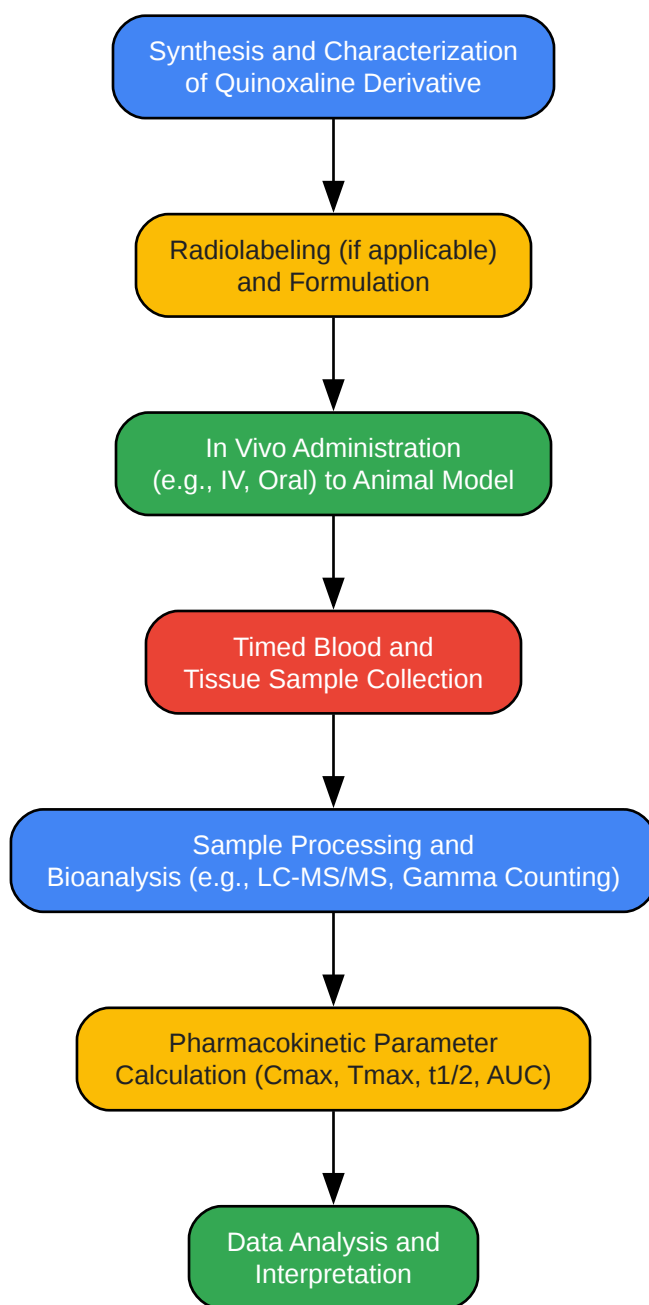 Synthesis and Characterization
of Quinoxaline Derivative
Radiolabeling (if applicable)
and Formulation
In Vivo Administration
(e.g., IV, Oral) to Animal Model
Timed Blood and
Tissue Sample Collection
Sample Processing and
Bioanalysis (e.g., LC-MS/MS, Gamma Counting)
Pharmacokinetic Parameter
Calculation (Cmax, Tmax, t1/2, AUC)
Data Analysis and
Interpretation